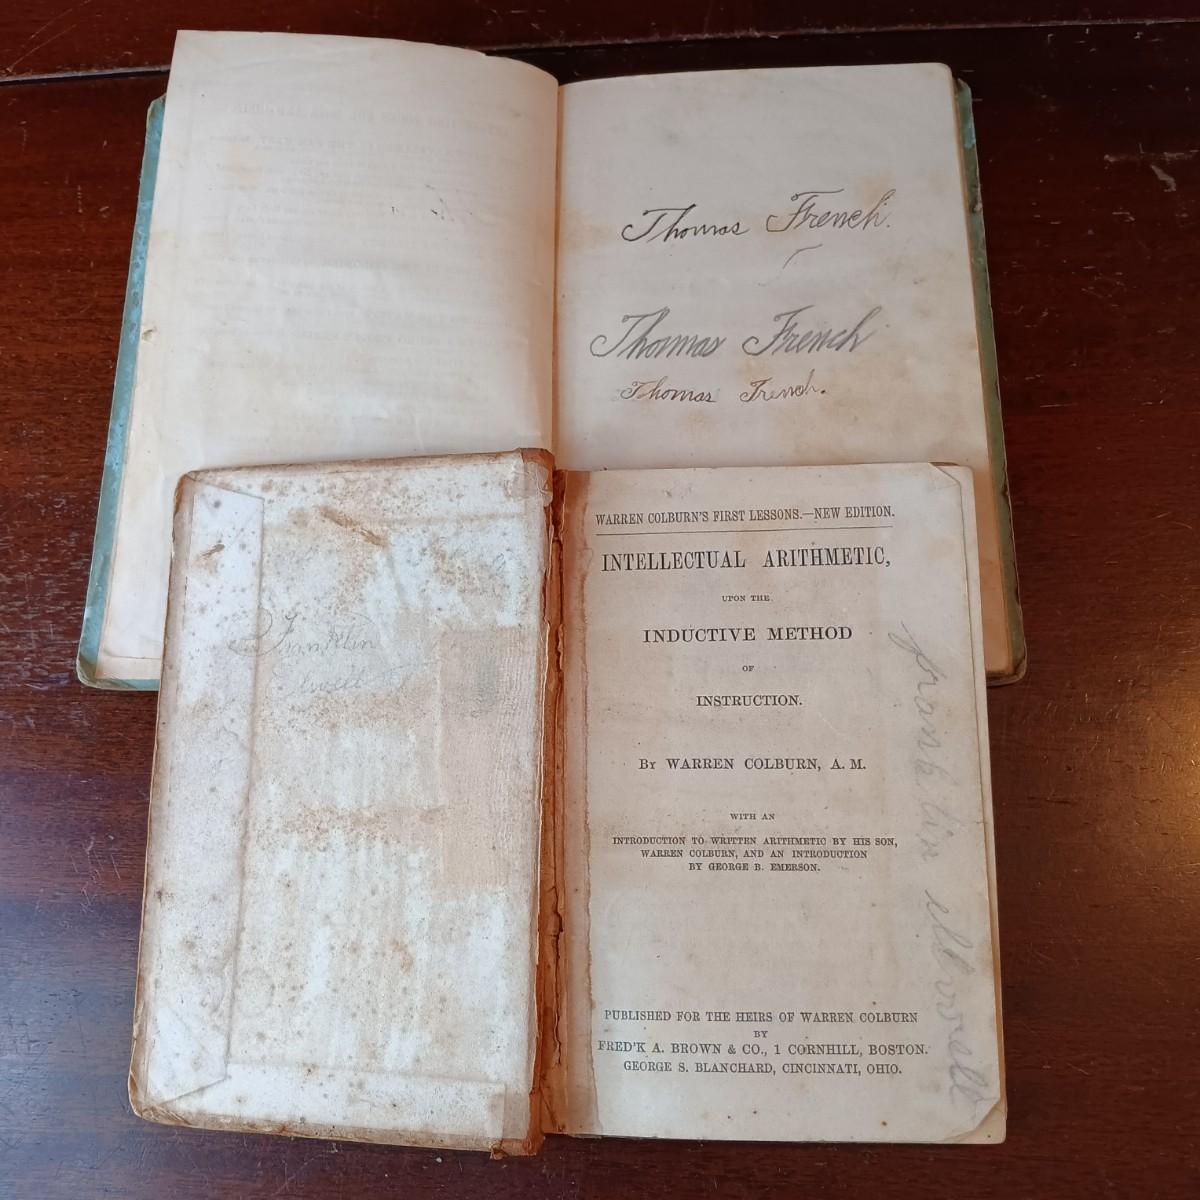 Thomas French.
Thomas French
Thomas French.
Franklin
WARREN COLBURN'S FIRST LESSONS.—NEW EDITION.
INTELLECTUAL ARITHMETIC,
UPON THE
INDUCTIVE METHOD
OF
INSTRUCTION.
BY WARREN COLBURN, A. M.
WITH AN
INTRODUCTION TO WRITTEN ARITHMETIC BY HIS SON,
WARREN COLBURN, AND AN INTRODUCTION
BY GEORGE B. EMERSON.
PUBLISHED FOR THE HEIRS OF WARREN COLBURN
BY
FRED'K A. BROWN & CO., 1 CORNHILL, BOSTON.
GEORGE S. BLANCHARD, CINCINNATI, OHIO.
franklin